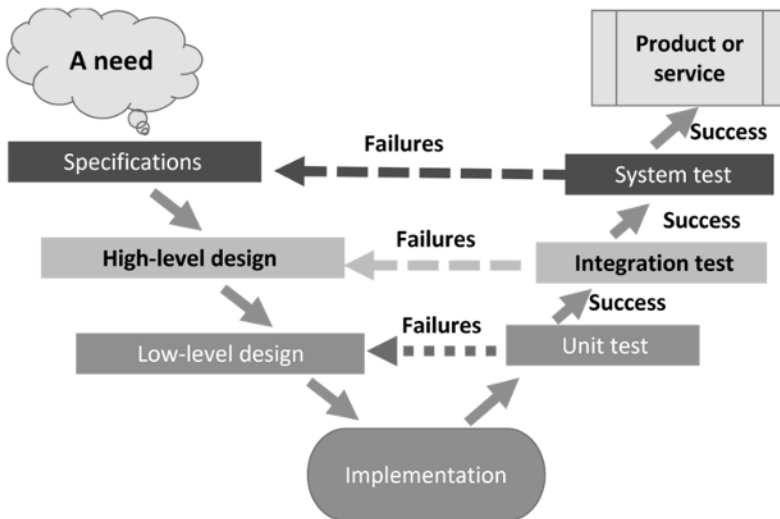 A need
Product or
service
Success
Failures
Specifications
System test
Success
Failures
High-level design
Integration test
Success
Failures
Low-level design
Unit test
Implementation